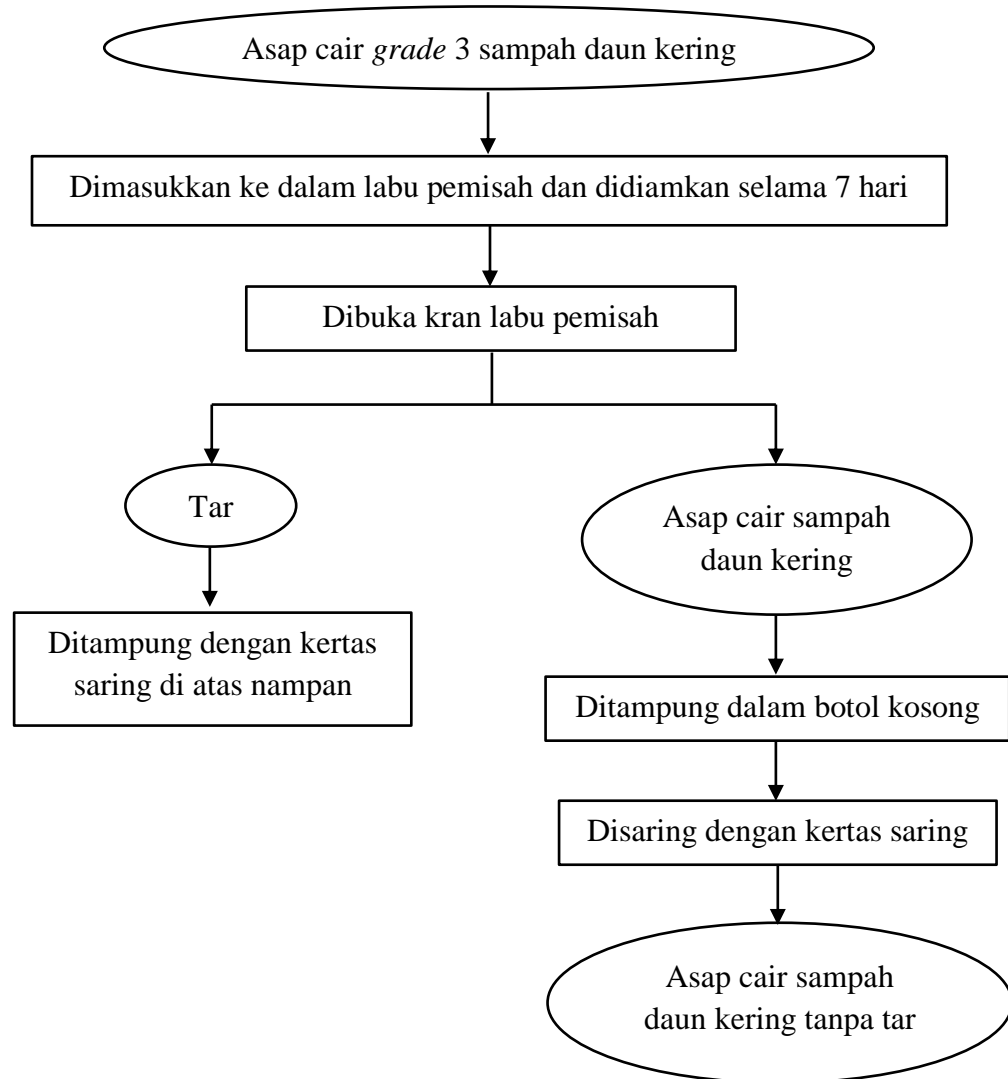 Asap cair grade 3 sampah daun kering
Dimasukkan ke dalam labu pemisah dan didiamkan selama 7 hari
Dibuka kran labu pemisah
Tar
Ditampung dengan kertas
saring di atas nampan
Asap cair sampah
daun kering
Ditampung dalam botol kosong
Disaring dengan kertas saring
Asap cair sampah
daun kering tanpa tar